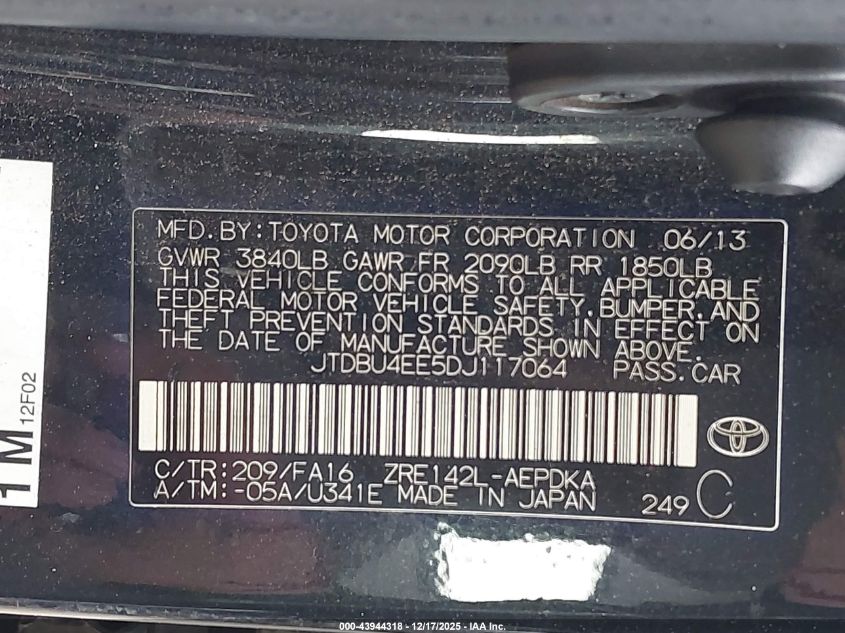 MFD.BY:TOYOTA MOTOR CORPORATION 06/13
GVWR 3840LB GAWR FR 2090LB RR 1850LB
THIS VEHICLE CONFORMS TO ALL APPLICABLE
FEDERAL MOTOR VEHICLE SAFETY,BUMPER,AND
THEFT PREVENTION STANDARDS IN EFFECT ON
THE DATE OF MANUFACTURE SHOWN ABOVE.
JTDBU4EE5DJ117064 PASS.CAR
C/TR:209/FA16 ZRE142L-AEPDKA
A/TM:-05A/U341E MADE IN JAPAN 249 C
1M
12F02
000-43944318 - 12/17/2025 - IAA Inc.